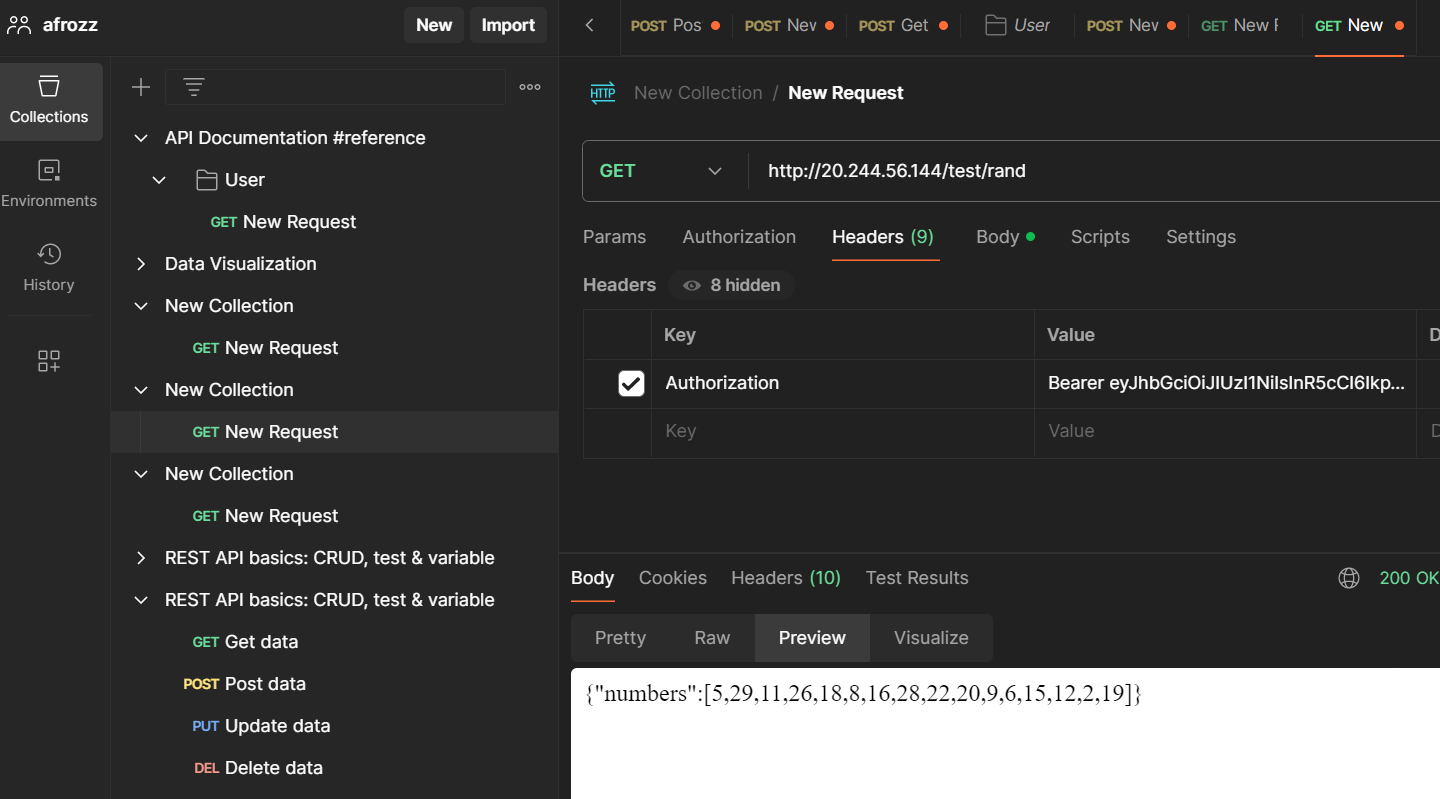 afrozz
New
Import
POST Pos
POST Nev
POST Get
User
POST Nev
GET New F
GET New
Collections
Environments
History
API Documentation #reference
User
GET New Request
Data Visualization
New Collection
GET New Request
New Collection
GET New Request
New Collection
GET New Request
REST API basics: CRUD, test & variable
REST API basics: CRUD, test & variable
GET Get data
POST Post data
PUT Update data
DEL Delete data
HTTP New Collection / New Request
GET http://20.244.56.144/test/rand
Params Authorization Headers (9) Body Scripts Settings
Headers 8 hidden
Key Value D
Authorization Bearer eyJhbGciOiJIUzI1NiIsInR5cCI6Ikp...
Key Value D
Body Cookies Headers (10) Test Results 200 OK
Pretty Raw Preview Visualize
{"numbers":[5,29,11,26,18,8,16,28,22,20,9,6,15,12,2,19]}